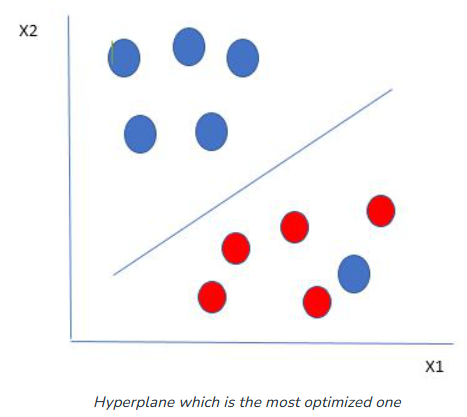 X2
X1
Hyperplane which is the most optimized one